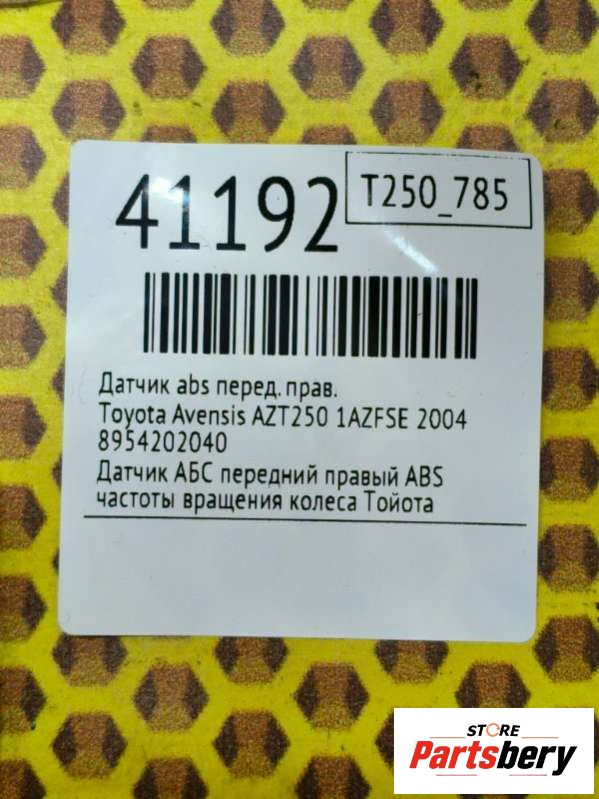 41192
T250_785
Датчик abs перед. прав.
Toyota Avensis AZT250 1AZFSE 2004
8954202040
Датчик АБС передний правый ABS
частоты вращения колеса Тойота
STORE
Partsbery